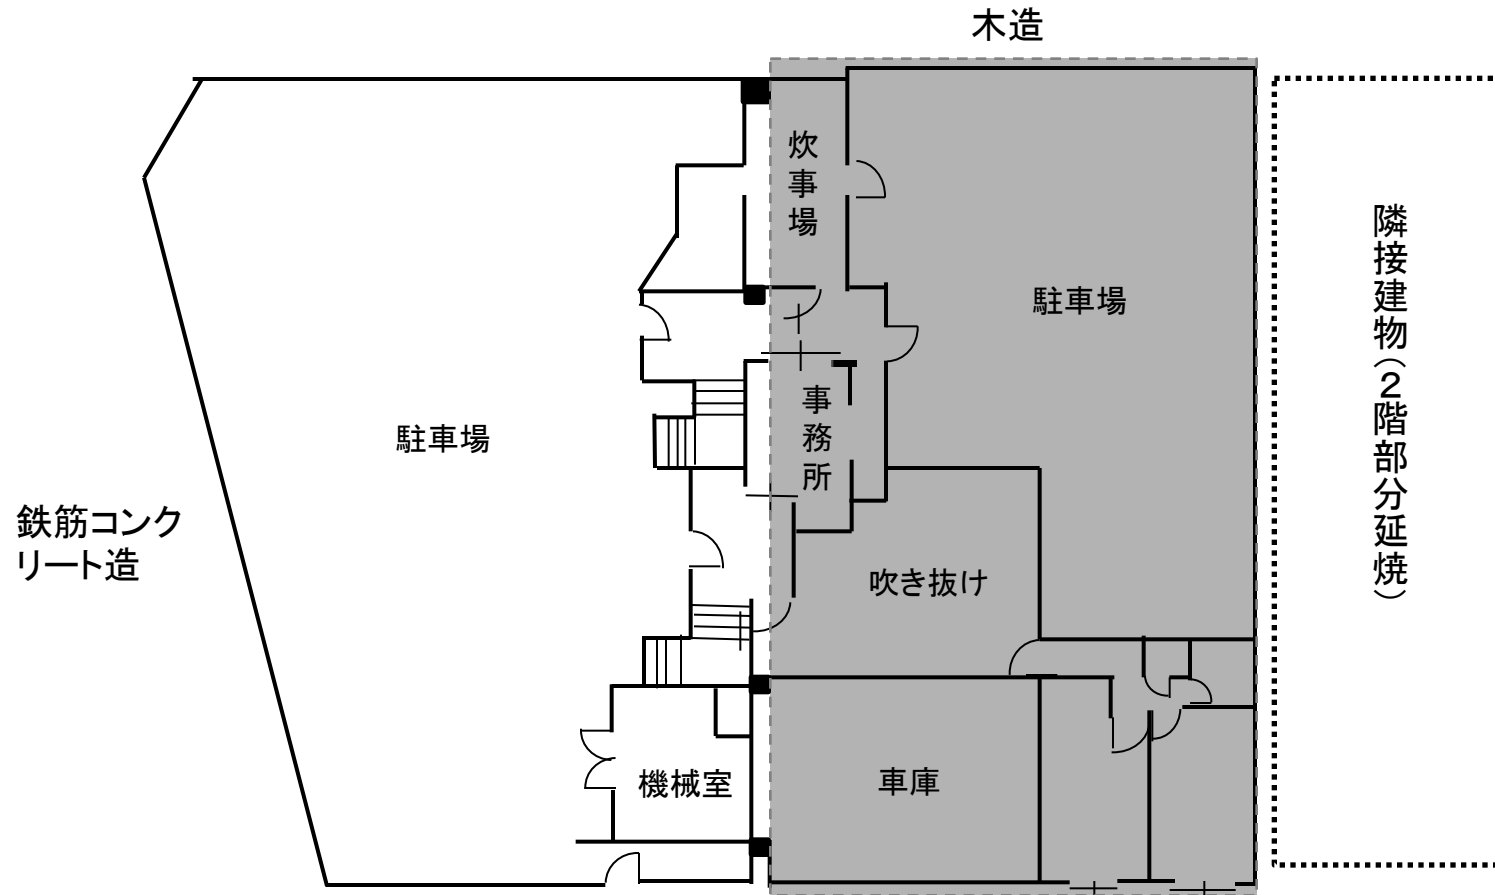 木造
炊事場
駐車場
隣接建物（２階部分延焼）
事務所
駐車場
鉄筋コンク
リート造
吹き抜け
機械室
車庫